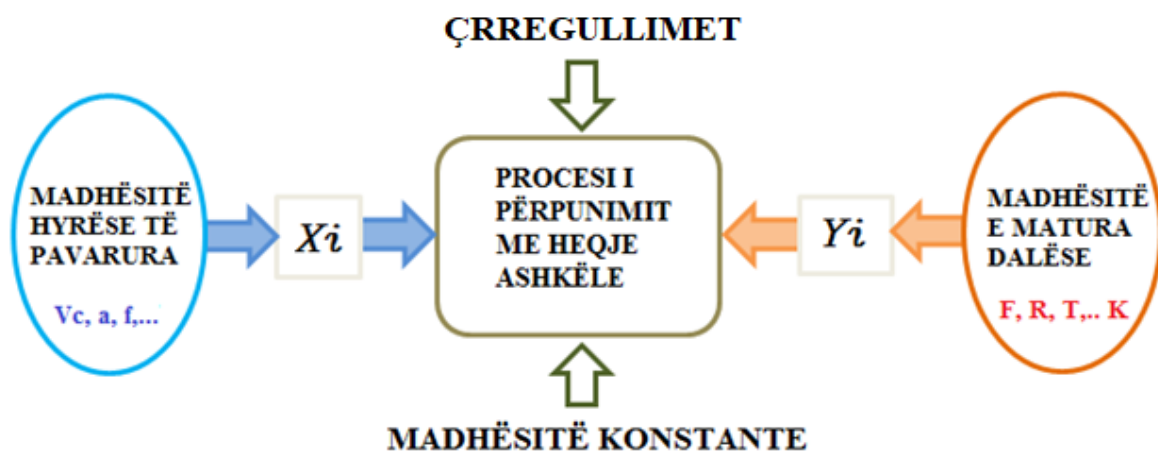 ÇRREGULLIMET
MADHËSITË
HYRËSE TË
PAVARURA
Vc, a, f,...
Xi
PROCESI I
PËRPUNIMIT
ME HEQJE
ASHKËLE
Yi
MADHËSITË
E MATURA
DALËSE
F, R, T,.. K
MADHËSITË KONSTANTE